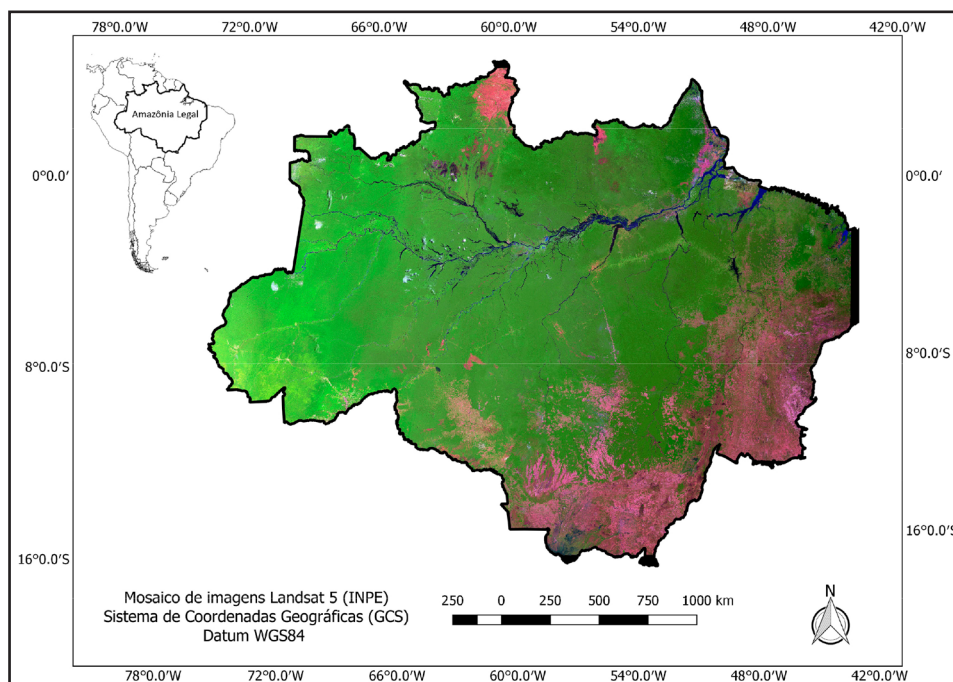 78°0.0'W 72°0.0'W 66°0.0'W 60°0.0'W 54°0.0'W 48°0.0'W 42°0.0'W
Amazônia Legal
0°0.0' 0°0.0'
8°0.0'S 8°0.0'S
16°0.0'S 16°0.0'S
Mosaico de imagens Landsat 5 (INPE)
Sistema de Coordenadas Geográficas (GCS)
Datum WGS84
250 0 250 500 750 1000 km
N
78°0.0'W 72°0.0'W 66°0.0'W 60°0.0'W 54°0.0'W 48°0.0'W 42°0.0'W